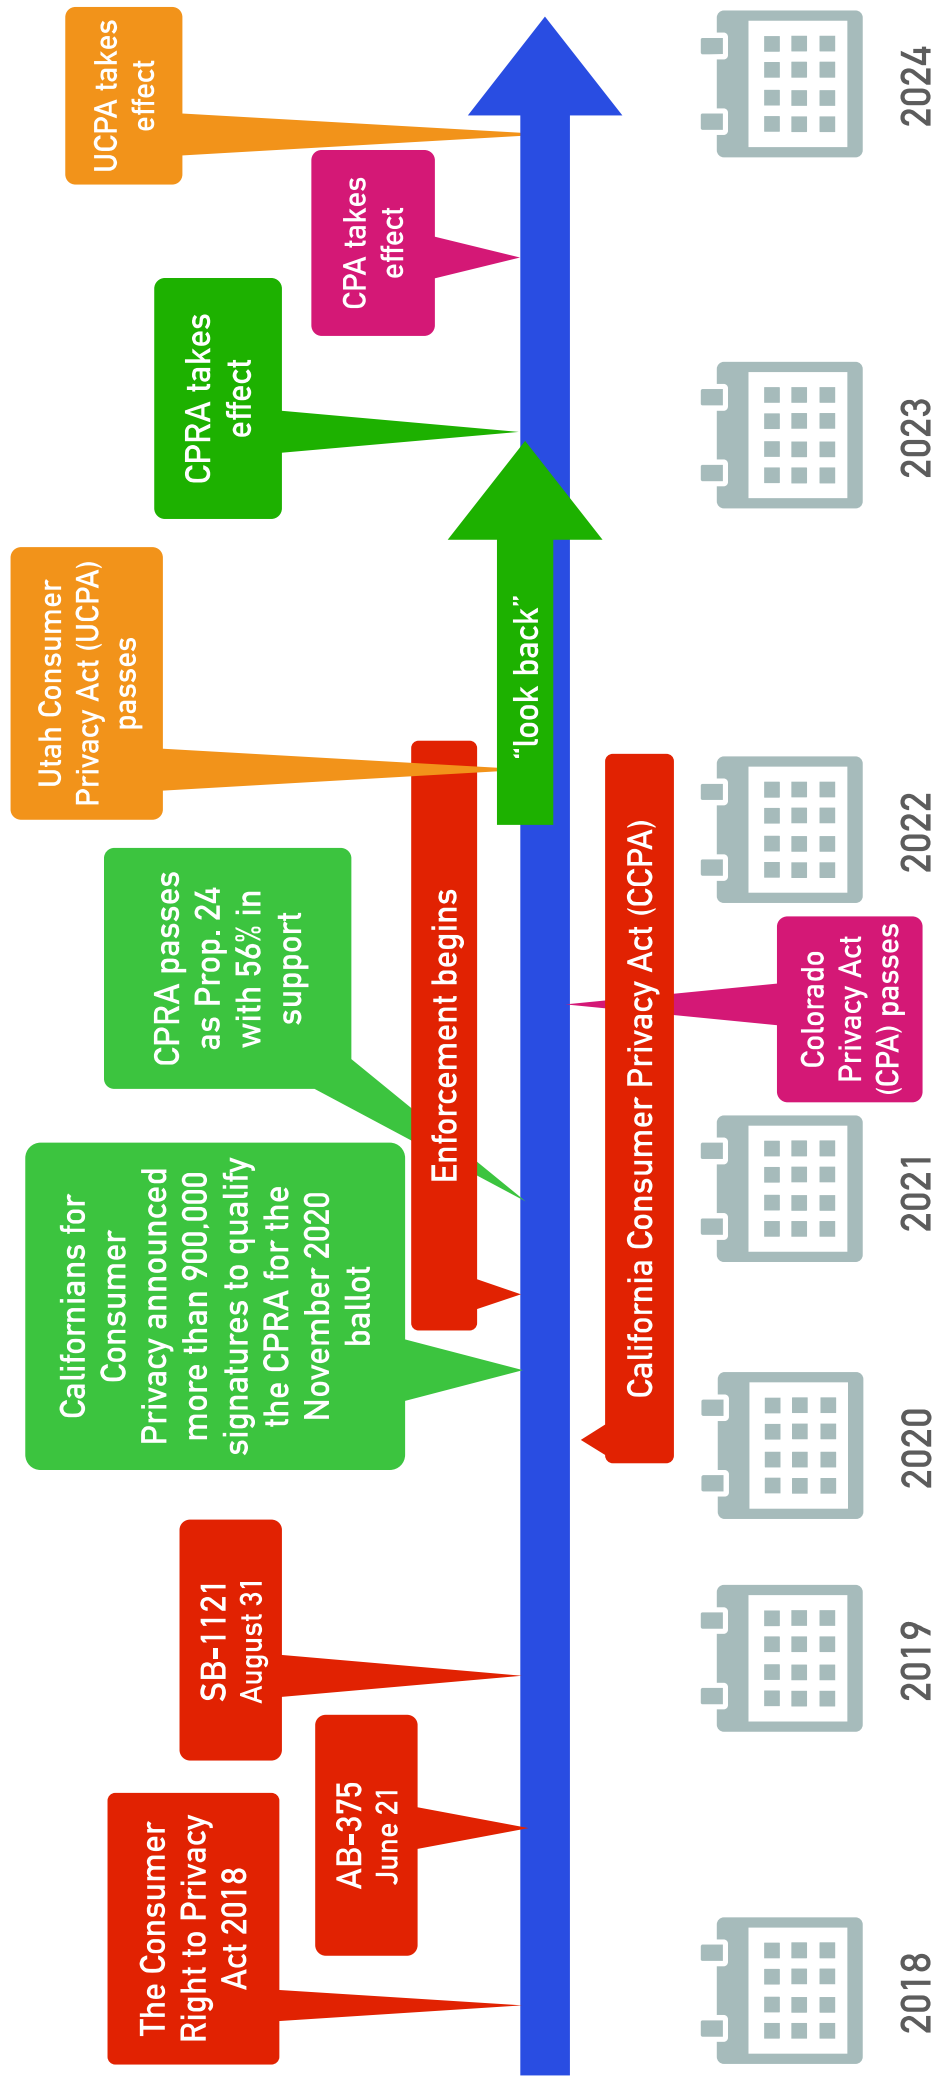 The Consumer
Right to Privacy
Act 2018
AB-375
June 21
SB-1121
August 31
Californians for
Consumer
Privacy announced
more than 900,000
signatures to qualify
the CPRA for the
November 2020
ballot
Enforcement begins
CPRA passes
as Prop. 24
with 56% in
support
Utah Consumer
Privacy Act (UCPA)
passes
"look back"
CPRA takes
effect
CPA takes
effect
UCPA takes
effect
California Consumer Privacy Act (CCPA)
Colorado
Privacy Act
(CPA) passes
2018
2019
2020
2021
2022
2023
2024